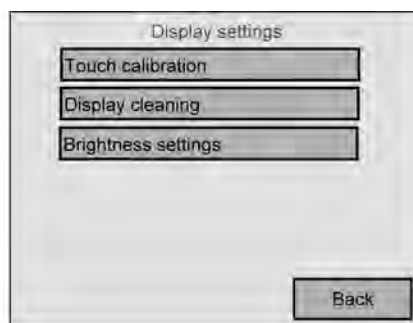 Display settings
Touch calibration
Display cleaning
Brightness settings
Back